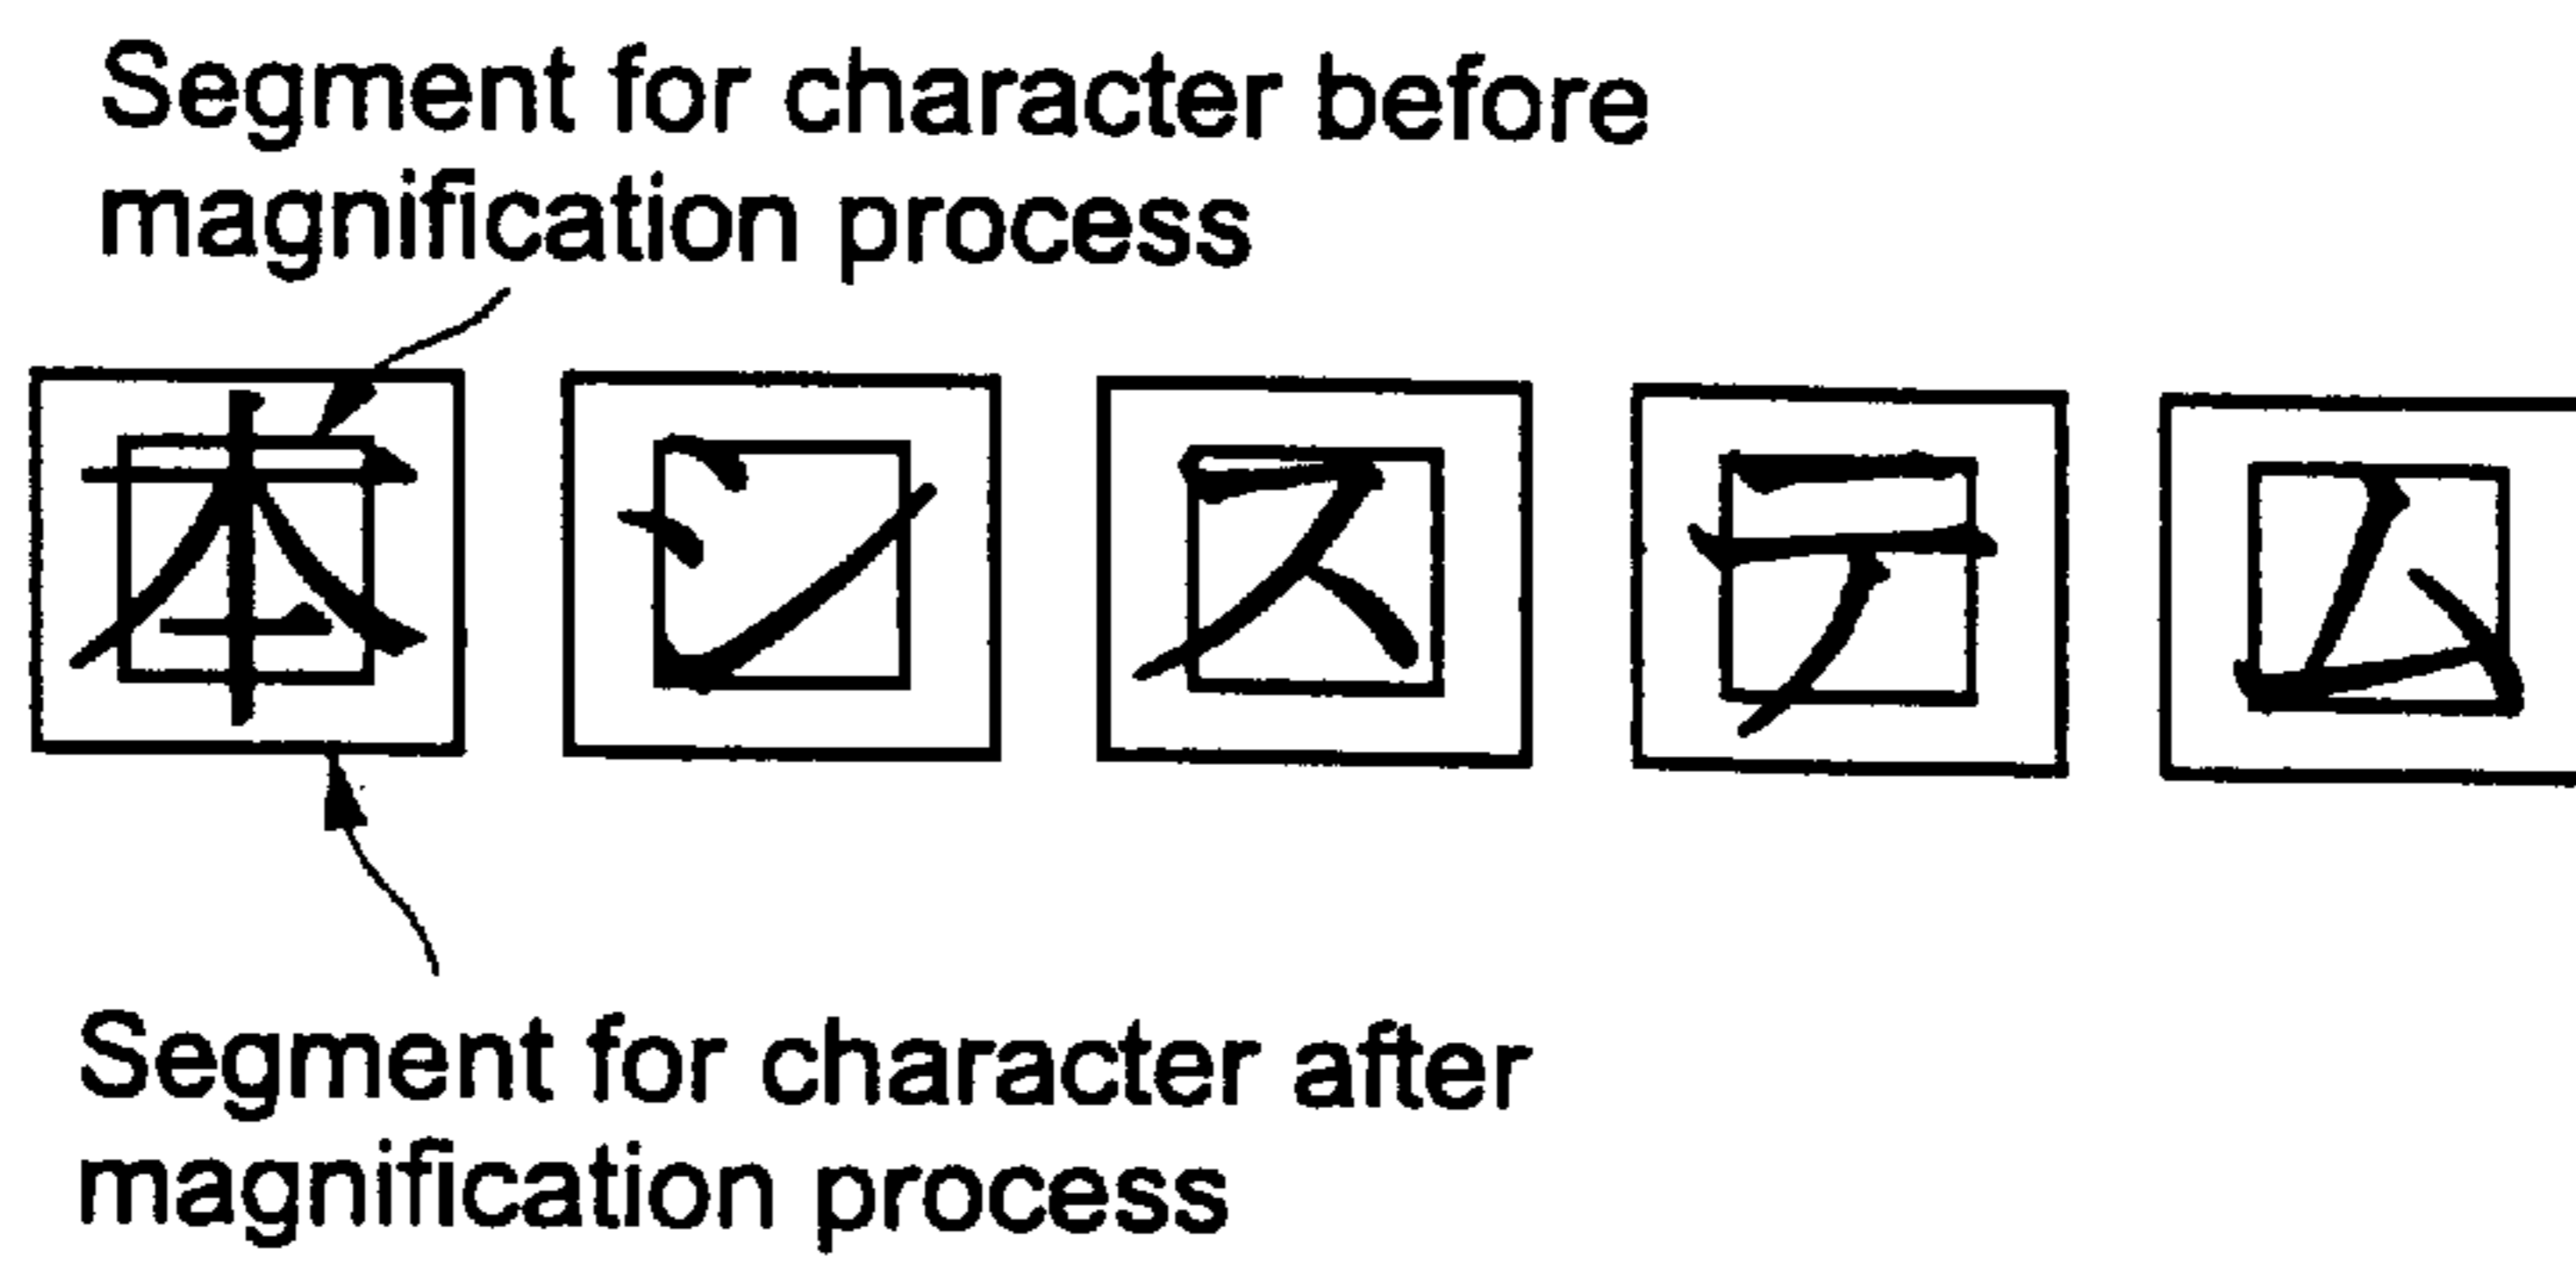 Segment for character before
magnification process
本システム
Segment for character after
magnification process